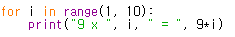 for i in range(1, 10):
    print("9 x ", i, " = ", 9*i)